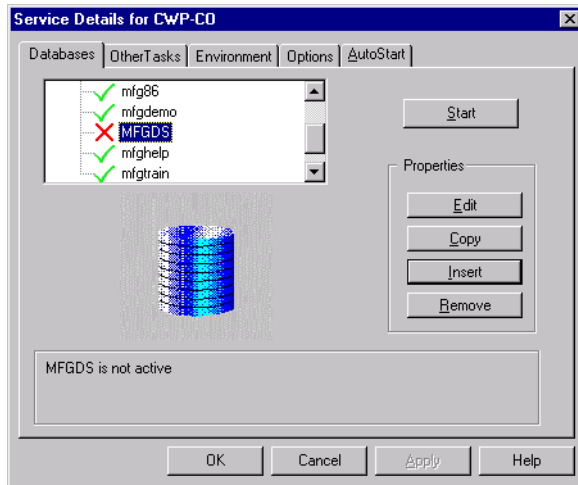 Service Details for CWP-CO
Databases OtherTasks Environment Options AutoStart
mfg86
mfgdemo
MFGDS
mfghelp
mfgtrain
Start
Properties
Edit
Copy
Insert
Remove
MFGDS is not active
OK Cancel Apply Help